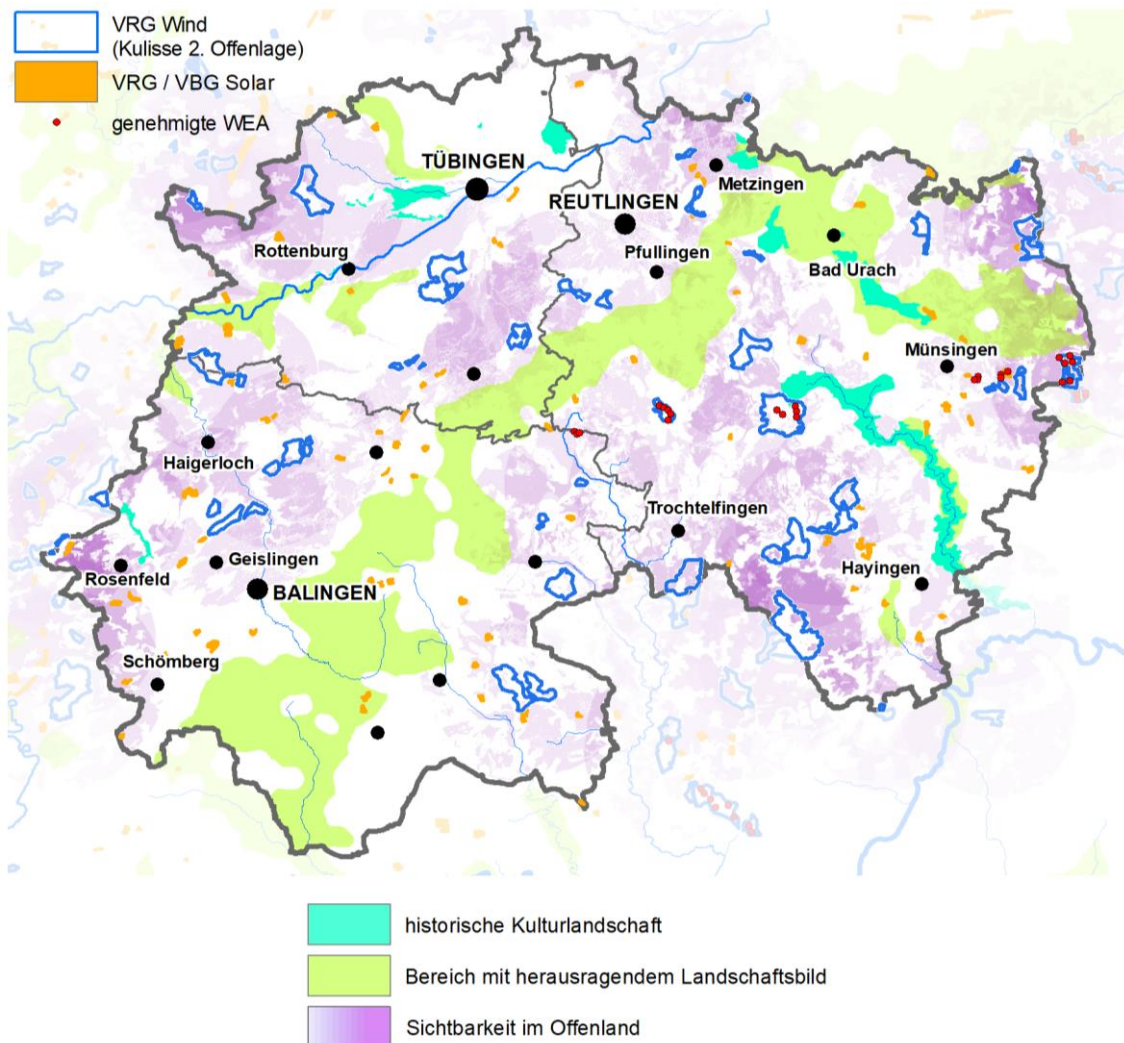 VRG Wind
(Kulisse 2. Offenlage)
VRG / VBG Solar
genehmigte WEA
TÜBINGEN
Metzingen
REUTLINGEN
Rottenburg
Pfullingen
Bad Urach
Münsingen
Haigerloch
Trochtelfingen
Geislingen
Rosenfeld
BALINGEN
Hayingen
Schömberg
historische Kulturlandschaft
Bereich mit herausragendem Landschaftsbild
Sichtbarkeit im Offenland